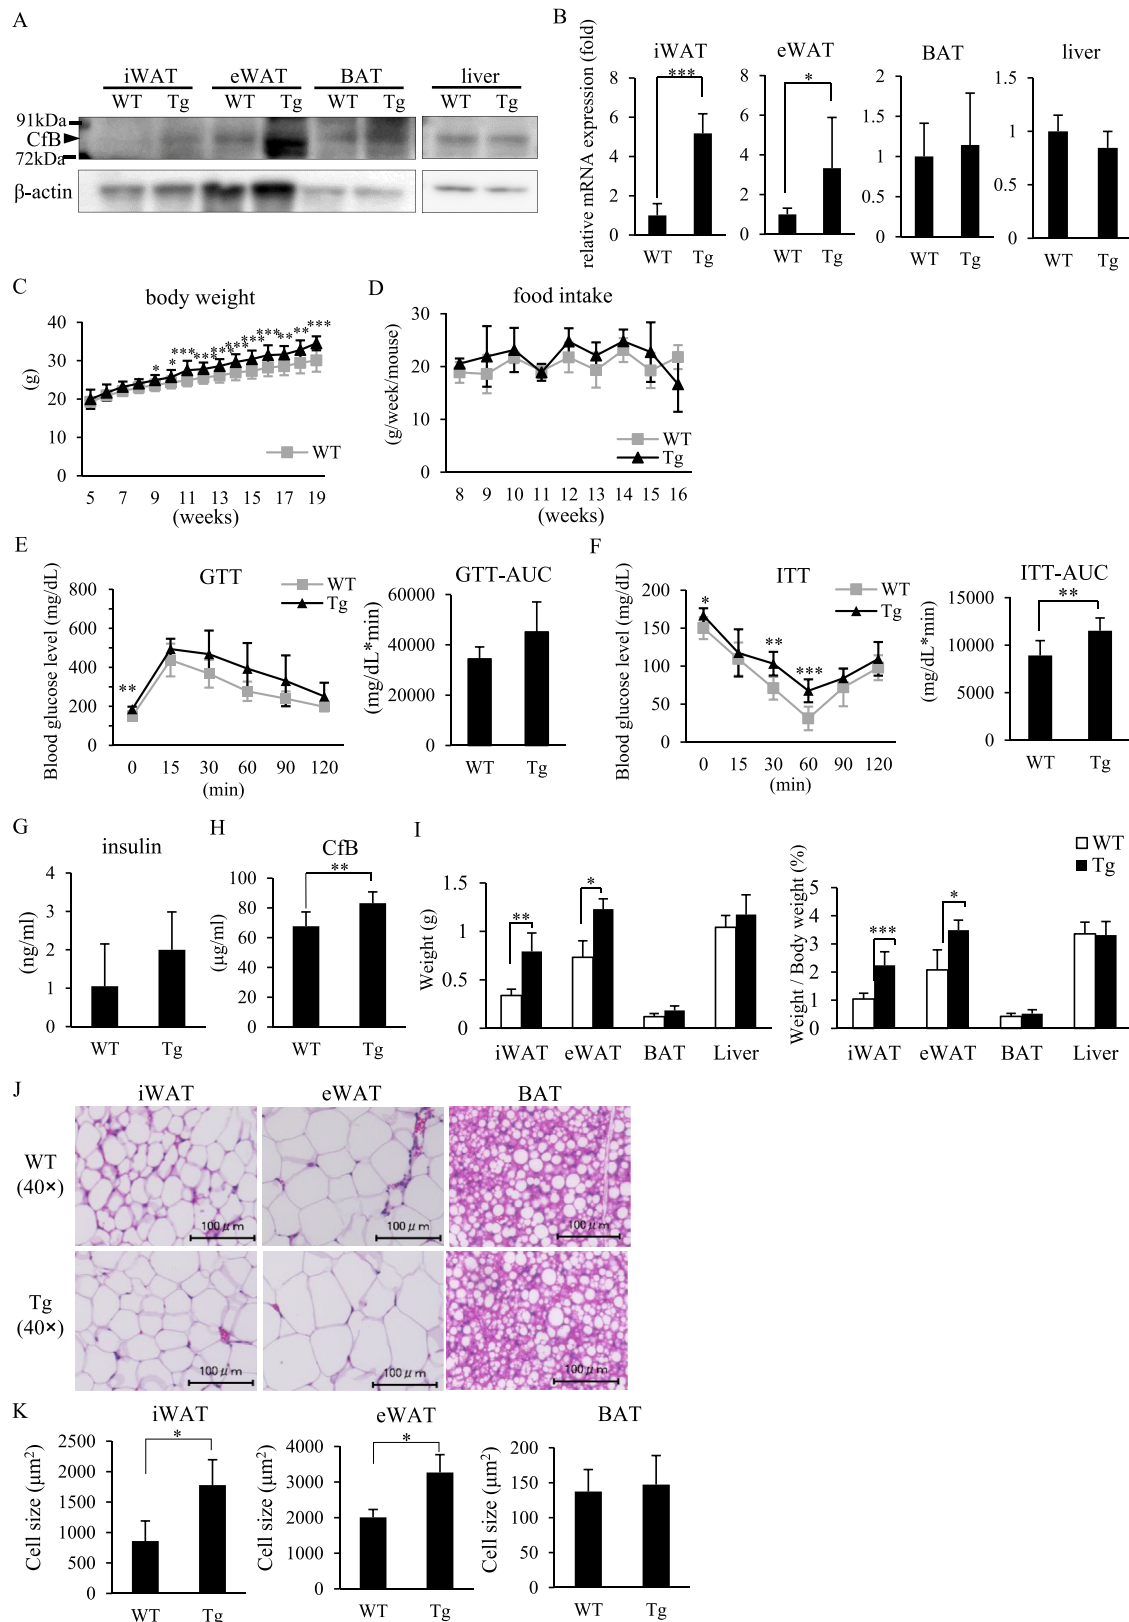 A
iWAT eWAT BAT liver
WT Tg WT Tg WT Tg WT Tg
91kDa
CfB
72kDa
β-actin
B
relative mRNA expression (fold)
iWAT eWAT BAT liver
8 6 4 2 0
***
WT Tg
8 6 4 2 0
*
WT Tg
2 1.5 1 0.5 0
WT Tg
1.5 1 0.5 0
WT Tg
C
body weight
(g)
40 30 20 10 0
* * * *** *** *** *** *** *** ** ** ***
WT
5 7 9 11 13 15 17 19
(weeks)
D
food intake
(g/week/mouse)
40 30 20 10 0
WT
Tg
8 9 10 11 12 13 14 15 16
(weeks)
E
GTT
Blood glucose level (mg/dL)
800 600 400 200 0
**
WT
Tg
0 15 30 60 90 120
(min)
GTT-AUC
(mg/dL*min)
60000 40000 20000 0
WT Tg
F
ITT
Blood glucose level (mg/dL)
200 150 100 50 0
* ** ***
WT
Tg
0 15 30 60 90 120
(min)
ITT-AUC
(mg/dL*min)
15000 10000 5000 0
**
WT Tg
G
insulin
(ng/ml)
4 3 2 1 0
WT Tg
H
CfB
(μg/ml)
100 80 60 40 20 0
**
WT Tg
I
Weight (g)
1.5 1 0.5 0
** *
iWAT eWAT BAT Liver
WT
Tg
Weight / Body weight (%)
5 4 3 2 1 0
*** *
iWAT eWAT BAT Liver
J
iWAT eWAT BAT
WT
(40×)
100μm 100μm 100μm
Tg
(40×)
100μm 100μm 100μm
K
iWAT
Cell size (μm²)
2500 2000 1500 1000 500 0
*
WT Tg
eWAT
Cell size (μm²)
4000 3000 2000 1000 0
*
WT Tg
BAT
Cell size (μm²)
200 150 100 50 0
WT Tg